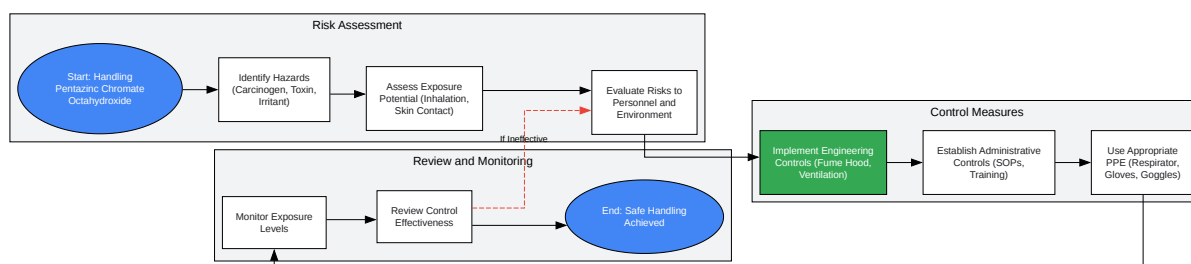 Risk Assessment
Start: Handling
Pentazinc Chromate
Octahydroxide
Identify Hazards
(Carcinogen, Toxin,
Irritant)
Assess Exposure
Potential (Inhalation,
Skin Contact)
Evaluate Risks to
Personnel and
Environment
If Ineffective
Control Measures
Implement Engineering
Controls (Fume Hood,
Ventilation)
Establish Administrative
Controls (SOPs,
Training)
Use Appropriate
PPE (Respirator,
Gloves, Goggles)
Review and Monitoring
Monitor Exposure
Levels
Review Control
Effectiveness
End: Safe Handling
Achieved